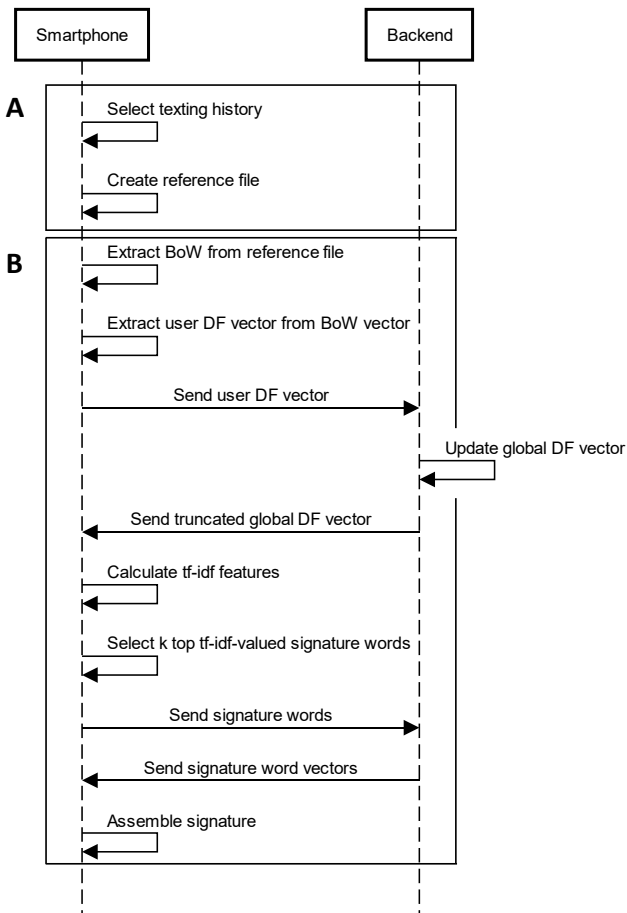 Smartphone
Backend
A
Select texting history
Create reference file
B
Extract BoW from reference file
Extract user DF vector from BoW vector
Send user DF vector
Update global DF vector
Send truncated global DF vector
Calculate tf-idf features
Select k top tf-idf-valued signature words
Send signature words
Send signature word vectors
Assemble signature